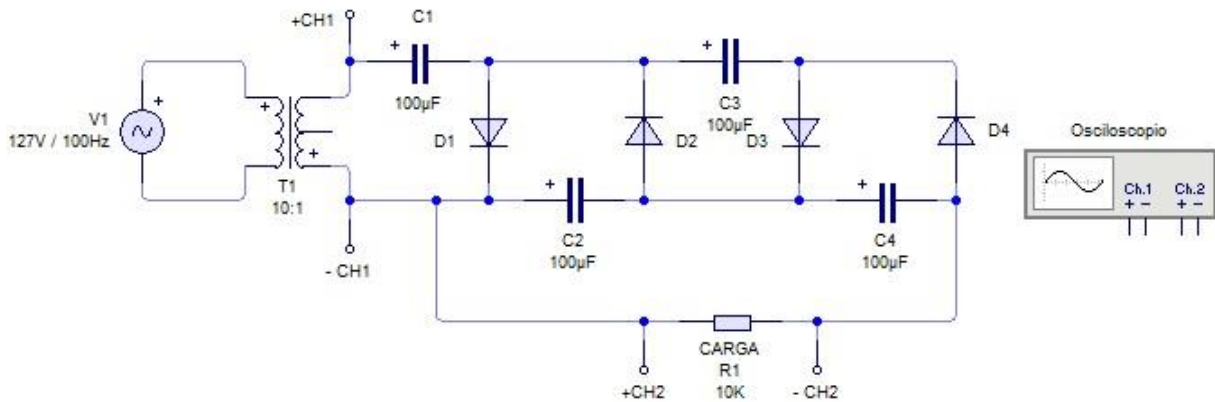 +CH1
C1
+
100µF
+
C3
100µF
V1
127V / 100Hz
+
+
+
T1
10:1
D1
D2
D3
D4
Osciloscopio
Ch.1
Ch.2
+ −
+ −
+
C2
100µF
+
C4
100µF
- CH1
CARGA
R1
10K
+CH2
- CH2